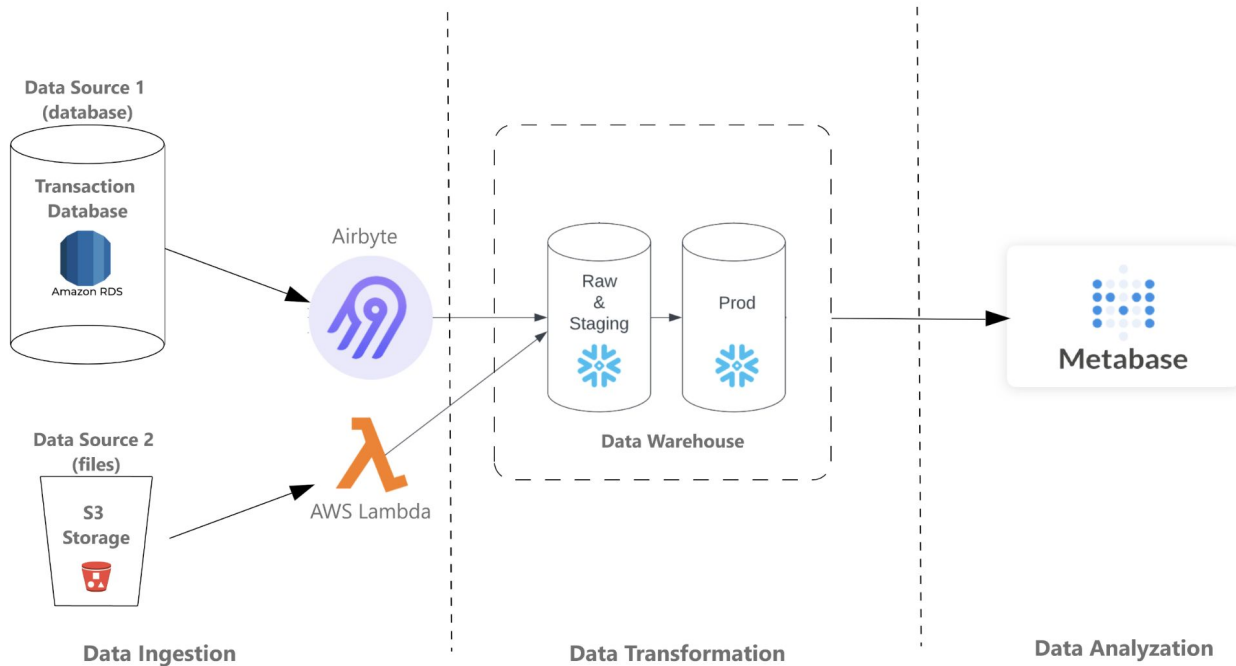 Data Source 1
(database)
Transaction
Database
Amazon RDS
Airbyte
Data Source 2
(files)
S3
Storage
AWS Lambda
Raw
&
Staging
Prod
Data Warehouse
Metabase
Data Ingestion
Data Transformation
Data Analyzation